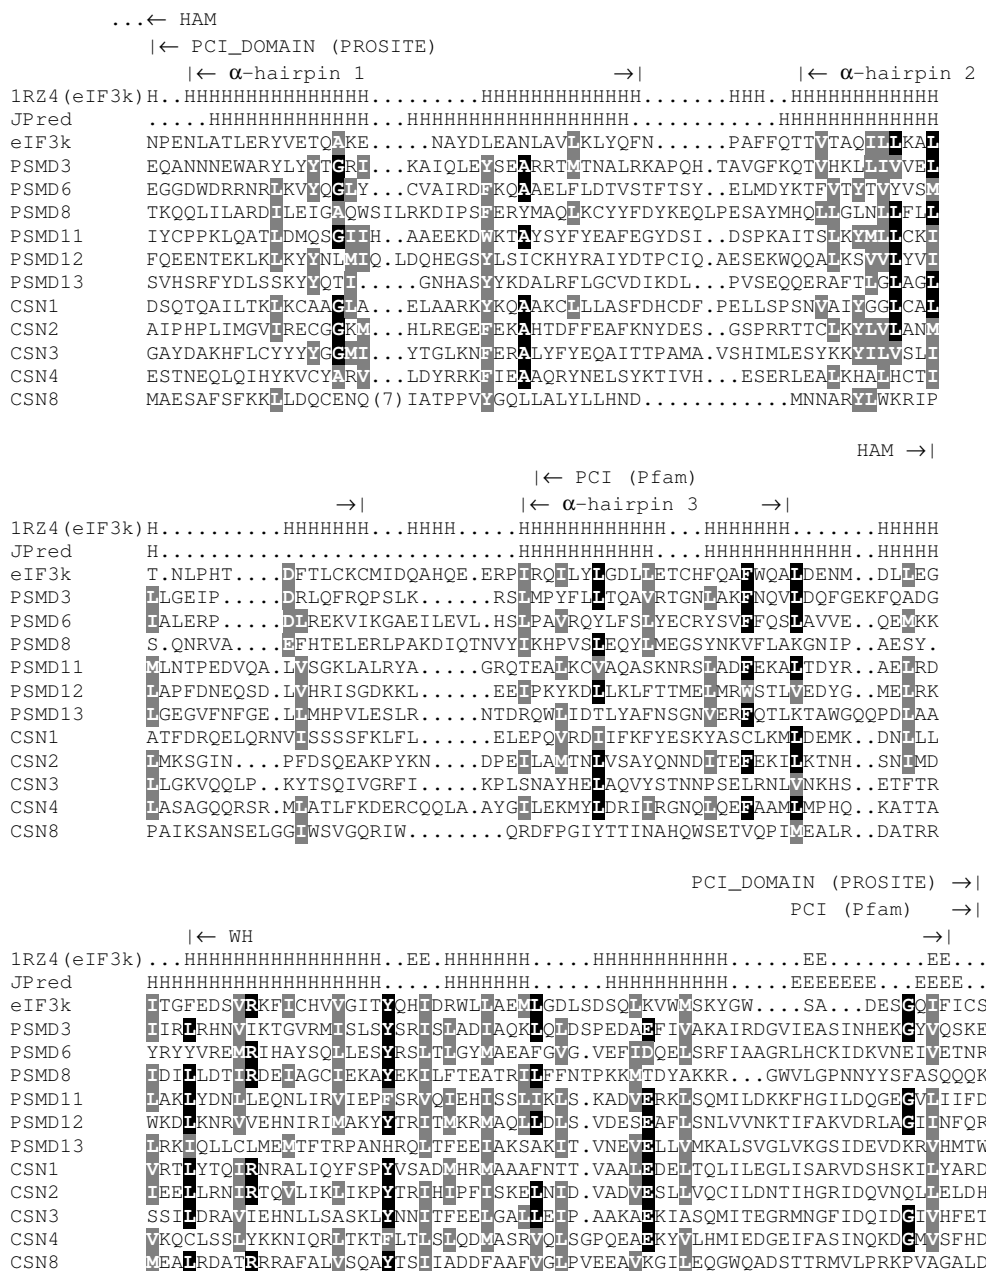 ...← HAM
|← PCI_DOMAIN (PROSITE)
|← α-hairpin 1 →| |← α-hairpin 2
1RZ4(eIF3k)H..HHHHHHHHHHHHHHH.........HHHHHHHHHHHHH.......HHH..HHHHHHHHHHHHH
JPred .....HHHHHHHHHHHHH...HHHHHHHHHHHHHHHHHHH............HHHHHHHHHHHHH
eIF3k NPENLATLERYVETQAKE.....NAYDLEANLAVLKLYQFN......PAFFQTTVTAQILLKAL
PSMD3 EQANNNEWARYLYYTGRI...KAIQLEYSEARRTMTNALRKAPQH.TAVGFKQTVHKLLIVVEL
PSMD6 EGGDWDRRNRLKVYQGLY...CVAIRDFKQAAELFLDTVSTFTSY...ELMDYKTFVTYTVYVSM
PSMD8 TKQQLILARDILEIGAQWSILRKDIPSFERYMAQLKCYYFDYKEQLPESAYMHQLLGLNLLFLL
PSMD11 IYCPPKLQATLDMQSGIIH..AAEEKDWKTAYSYFYEAFEGYDSI..DSPKAITSLKYMLLCKI
PSMD12 FQEENTEKLKLKYYNLMIQ.LDQHEGSYLSICKHYRAIYDTPCIQ.AESEKWQQALKSVVLYVI
PSMD13 SVHSRFYDLSSKYYQTI....GNHASYYKDALRFLGCVDIKDL..PVSEQQERAFTLGLAGL
CSN1 DSQTQAILTKLKCAAGLA...ELAARKYKQAAKCLLLASFDHCDF.PELLSPSNVAIYGGLCAL
CSN2 AIPHPLIMGVIRECGGKM...HLREGEFEKAHTDFFEAFKNYDES..GSPRRTTCLKYLVLANM
CSN3 GAYDAKHFLCYYYYGGMI...YTGLKNFERALYFYEQAITTPAMA.VSHIMLESYKKYILVSLI
CSN4 ESTNEQLQIHYKVCYARV...LDYRRKFIEAAQRYNELSYKTIVH...ESERLEALKHALHCTI
CSN8 MAESAFSFKKLLDQCENQ(7)IATPPVYGQLLALYLLHND............MNNARYLWKRIP
HAM →|
|← PCI (Pfam)
→| |← α-hairpin 3 →|
1RZ4(eIF3k)H..........HHHHHHH...HHHH.....HHHHHHHHHHHH...HHHHHHH.......HHHHH
JPred H.............................HHHHHHHHHHH....HHHHHHHHHHHH..HHHHH
eIF3k T.NLPHT....DFTLCKCMIDQAHQE.ERPIRQILYLGDLLETCHFQAFWQALDENM..DLLEG
PSMD3 LLGEIP.....DRLQFRQPSLK.....RSLMPYFLLTQAVRTGNLAKFNQVLDQFGEKFQADG
PSMD6 IALERP.....DLREKVIKGAEILEVL.HSLPAVRQYLFSLYECRYSVFFQSLAVVE..QEMKK
PSMD8 S.QNRVA....EFHTELERLPAKDIQTNVYIKHPVSLEQYLMEGSYNKVFLAKGNIP..AESY.
PSMD11 MLNTPEDVQA.LVSGKLALRYA.....GRQTEALKCVAQASKNRSLADFEKALTDYR..AELRD
PSMD12 LAPFDNEQSD.LVHRISGDKKL......EEIPKYKDLLKLFTTMELMRWSTLVEDYG..MELRK
PSMD13 LGEGVFNFGE.LLMHPVLESLR....NTDRQWLIDTLYAFNSGNVERFQTLKTAWGQQPDLAA
CSN1 ATFDRQELQRNVISSSSFKLFL.....ELEPQVRDIIFKFYESKYASCLKMLDEMK..DNLLL
CSN2 LMKSGIN....PFDSQEAKPYKN....DPEILAMTNLVSAYQNNDITEFEKILKTNH..SNIMD
CSN3 LLGKVQQLP..KYTSQIVGRFI.....KPLSNAYHELAQVYSTNNPSELRNLVNKHS..ETFTR
CSN4 LASAGQQRSR.MLATLFKDERCQQLA.AYGILEKMYLDRIIRGNQLQEFAAMLMPHQ..KATTA
CSN8 PAIKSANSELGGIWSVGQRIW........QRDFPGIYTTINAHQWSETVQPIMEALR..DATRR
PCI_DOMAIN (PROSITE) →|
PCI (Pfam) →|
|← WH →|
1RZ4(eIF3k)...HHHHHHHHHHHHHHHH..EE.HHHHHHH.....HHHHHHHHHHH......EE........EE...
JPred HHHHHHHHHHHHHHHHHHH.....HHHHHHH......HHHHHHHHHH.....EEEEEEE...EEEE..
eIF3k ITGFEDSVRKFICHVVGITYQHIDRWLLAEMLGDLSDSQLKVWMSKYGW....SA...DESGQIFICS
PSMD3 IIRLRHNVIKTGVRMISLSYSRISLADIAQKLQLDSPEDAEFIVAKAIRDGVIEASINHEKGYVQSKE
PSMD6 YRYYVREMRIHAYSQLLESYRSLTLGYMAEAFGVG.VEFIDQELSRFIAAGRLHCKIDKVNEIVETNR
PSMD8 IDILLDTIRDEIAGCIEKAYEKILFTEATRILFFNTPKKMTDYAKKR...GWVLGPNNYYSFASQQQK
PSMD11 LAKLYDNLLEQNLIRVIEPFSRVQIEHISSLIKLS.KADVERKLSQMILDKKFHGILDQGEGVLIIFD
PSMD12 WKDLKNRVVEHNIRIMAKYYTRITMKRMAQLLDLS.VDESEAFLSNLVVNKTIFAKVDRLAGIINFQR
PSMD13 LRKIQLLCLMEMTFTRPANHRQLTFEEIAKSAKIT.VNEVELLVMKALSVGLVKGSIDEVDKRVHMTW
CSN1 VRTLYTQIRNRALIQYFSPYVSADMHRMAAAFNTT.VAALEDELTQLILEGLISARVDSHSKILYARD
CSN2 IEELLRNIRTQVLIKLIKPYTRIHIPFISKELNID.VADVESLLVQCILDNTIHGRIDQVNQLLELDH
CSN3 SSILDRAVIEHNLLSASKLYNNITFEELGALLEIP.AAKAEKIASQMITEGRMNGFIDQIDGIVHFET
CSN4 VKQCLSSLYKKNIQRLTKTFLTLSLQDMASRVQLSGPQEAEKYVLHMIEDGEIFASINQKDGMVSFHD
CSN8 MEALRDATRRRAFALVSQAYTSIIADDFAAFVGLPVEEAVKGILEQGWQADSTTRMVLPRKPVAGALD